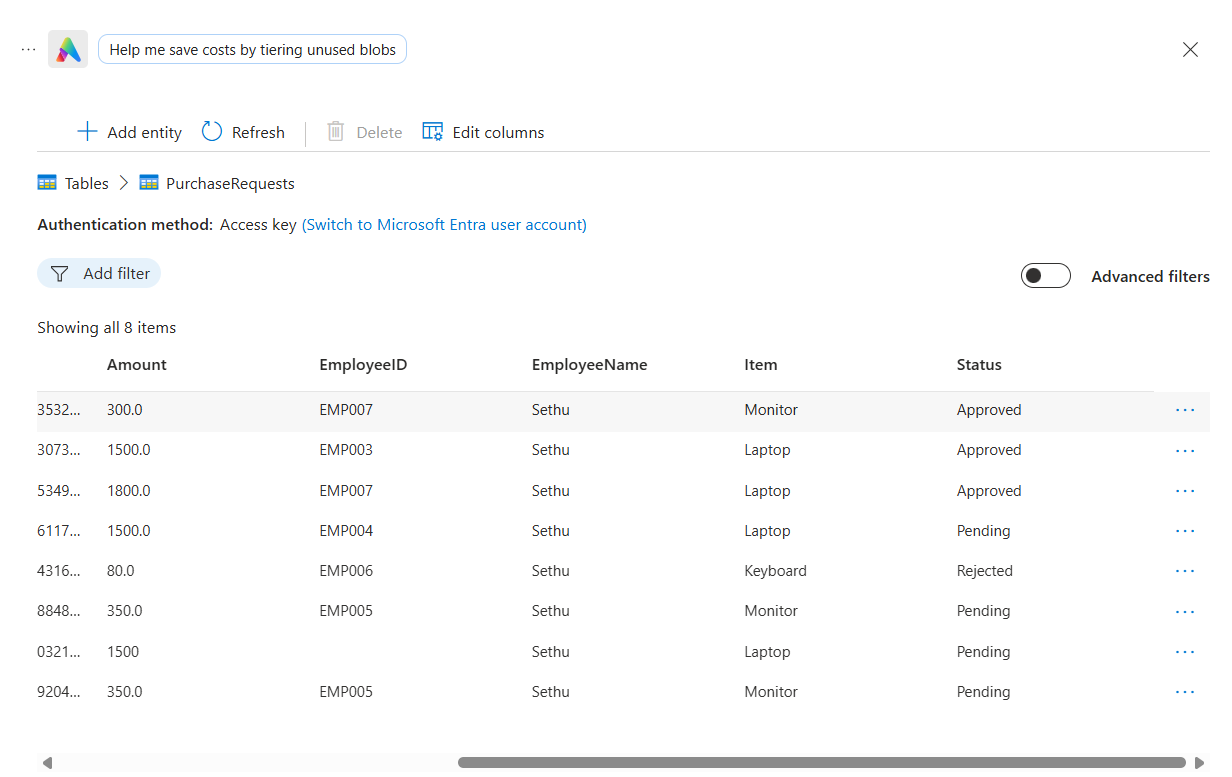 Help me save costs by tiering unused blobs
Add entity Refresh Delete Edit columns
Tables PurchaseRequests
Authentication method: Access key (Switch to Microsoft Entra user account)
Add filter Advanced filters
Showing all 8 items
Amount EmployeeID EmployeeName Item Status
3532... 300.0 EMP007 Sethu Monitor Approved
3073... 1500.0 EMP003 Sethu Laptop Approved
5349... 1800.0 EMP007 Sethu Laptop Approved
6117... 1500.0 EMP004 Sethu Laptop Pending
4316... 80.0 EMP006 Sethu Keyboard Rejected
8848... 350.0 EMP005 Sethu Monitor Pending
0321... 1500 Sethu Laptop Pending
9204... 350.0 EMP005 Sethu Monitor Pending